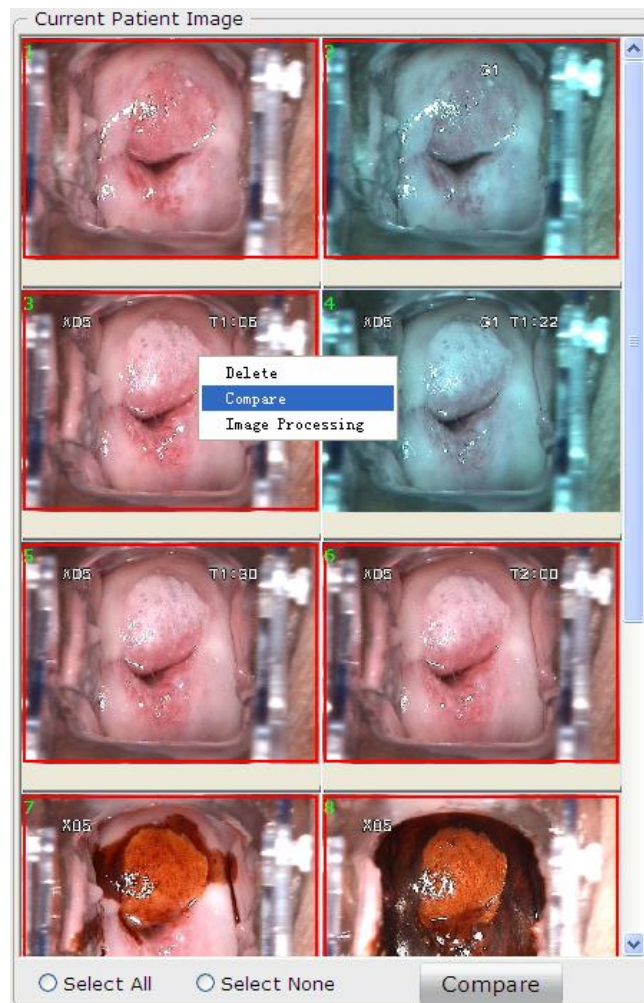 Current Patient Image
1
2
G1
3
X05
T1:06
4
X05
G1 T1:22
Delete
Compare
Image Processing
5
X05
T1:30
6
X05
T2:00
7
X05
8
X05
Select All
Select None
Compare